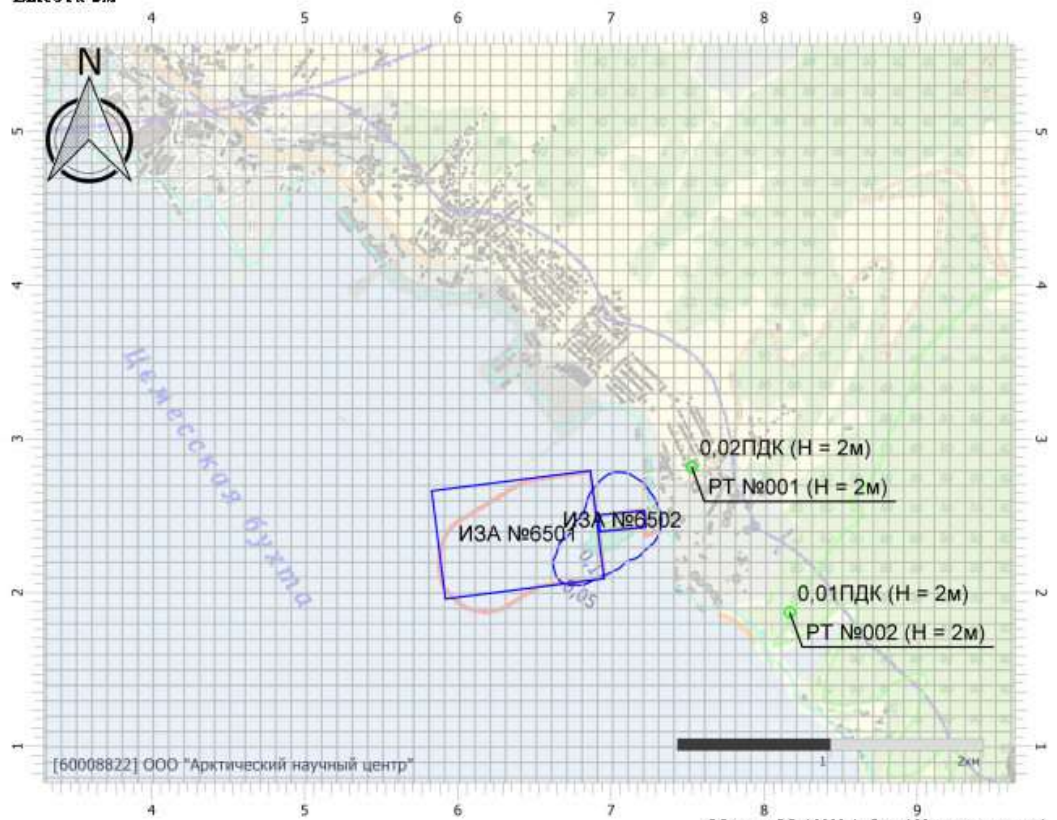 4 5 6 7 8 9
N
5 5
4 4
Цемесская бухта
3 3
0,02ПДК (Н = 2м)
РТ №001 (Н = 2м)
ИЗА №6502
ИЗА №6501
0,1
0,05
2 2
0,01ПДК (Н = 2м)
РТ №002 (Н = 2м)
1 1
[60008822] ООО "Арктический научный центр"
1 2км
4 5 6 7 8 9